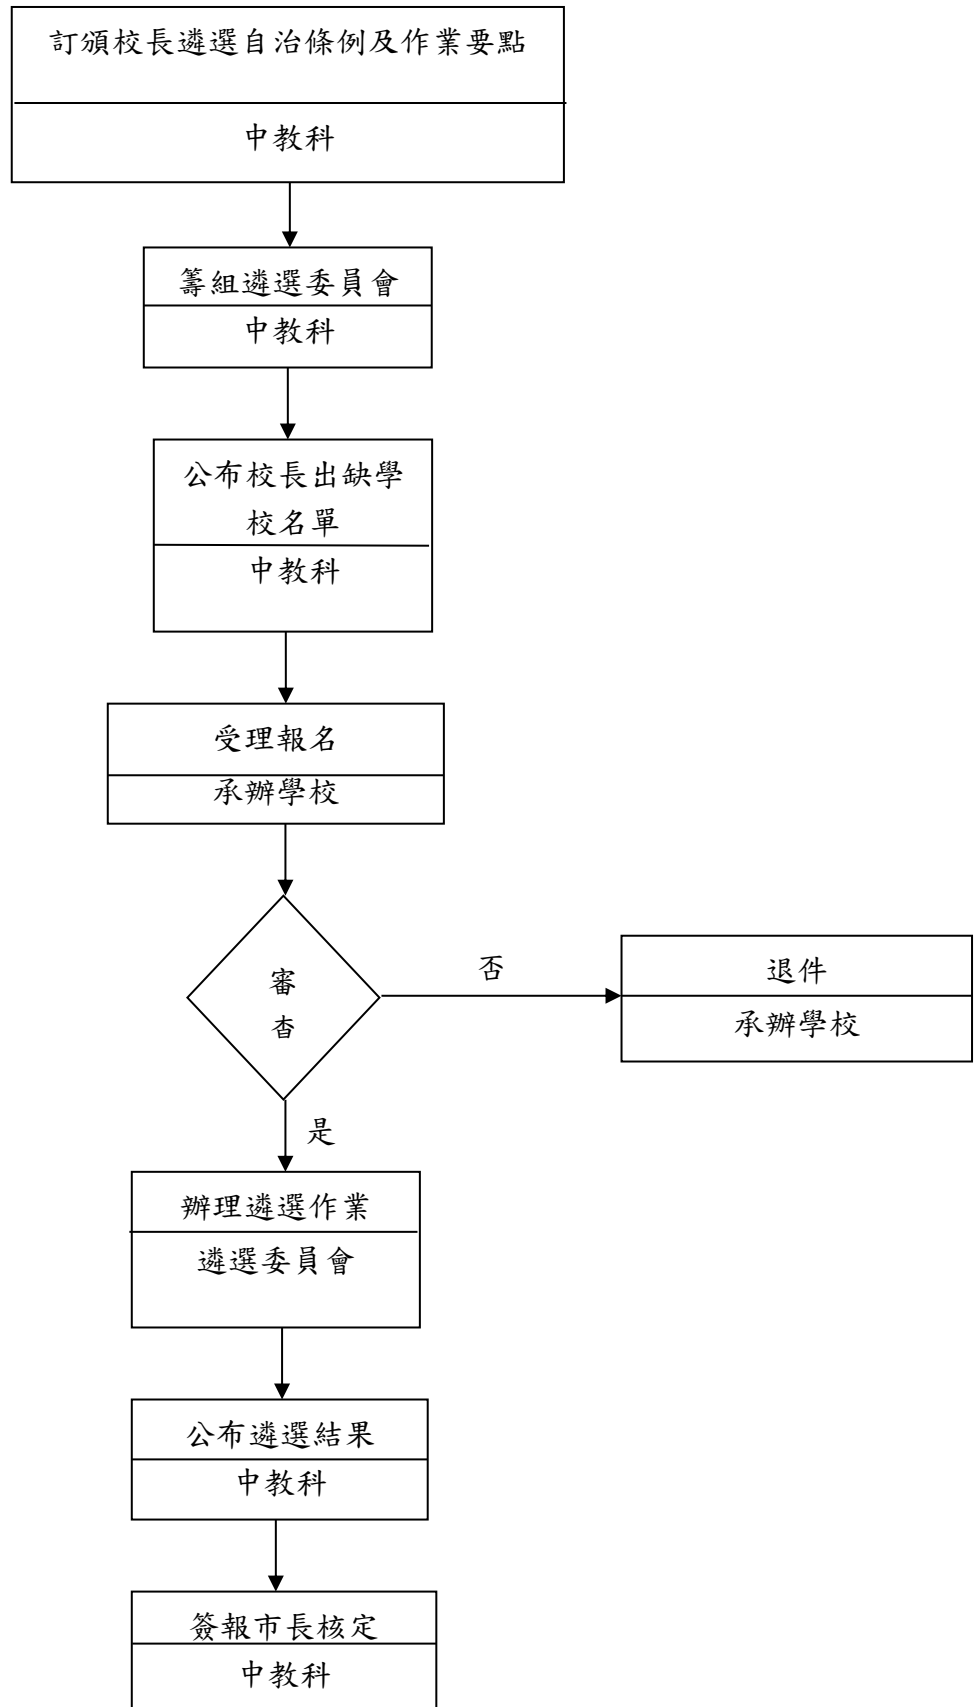 訂頒校長遴選自治條例及作業要點
中教科
籌組遴選委員會
中教科
公布校長出缺學
校名單
中教科
受理報名
承辦學校
審
查
否
退件
承辦學校
是
辦理遴選作業
遴選委員會
公布遴選結果
中教科
簽報市長核定
中教科